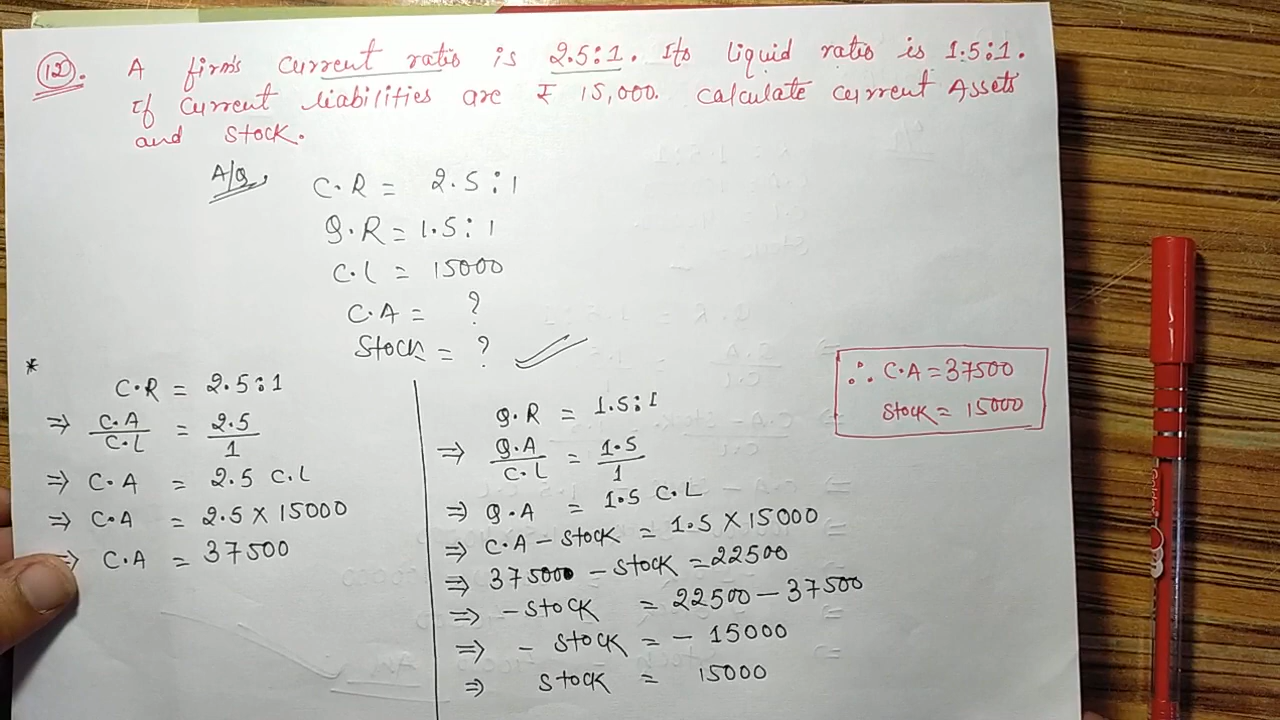 12. A firm's current ratio is 2.5:1. Its liquid ratio is 1.5:1.
If current liabilities are ₹ 15,000. calculate current Assets
and stock.
A/Q,
C.R = 2.5:1
Q.R = 1.5:1
C.L = 15000
C.A = ?
Stock = ?
*
C.R = 2.5:1
⇒ C.A / C.L = 2.5 / 1
⇒ C.A = 2.5 C.L
⇒ C.A = 2.5 X 15000
⇒ C.A = 37500
Q.R = 1.5:1
⇒ Q.A / C.L = 1.5 / 1
⇒ Q.A = 1.5 C.L
⇒ C.A - stock = 1.5 X 15000
⇒ 37500 - stock = 22500
⇒ - stock = 22500 - 37500
⇒ - stock = - 15000
⇒ stock = 15000
∴ C.A = 37500
Stock = 15000